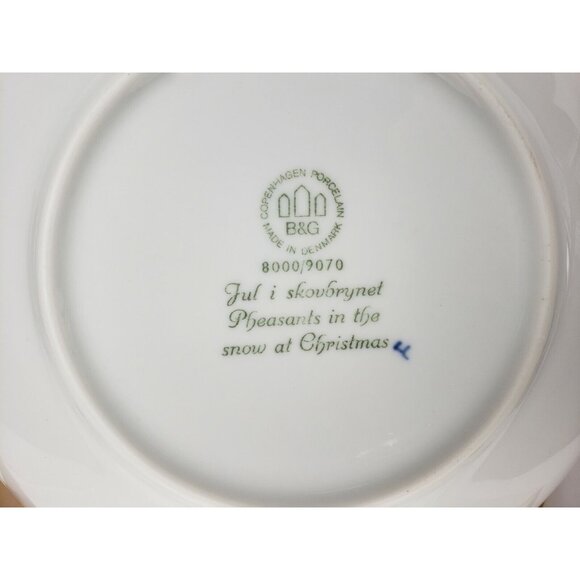 COPENHAGEN PORCELAIN
B&G
MADE IN DENMARK
8000/9070
Jul i skovbrynet
Pheasants in the
snow at Christmas